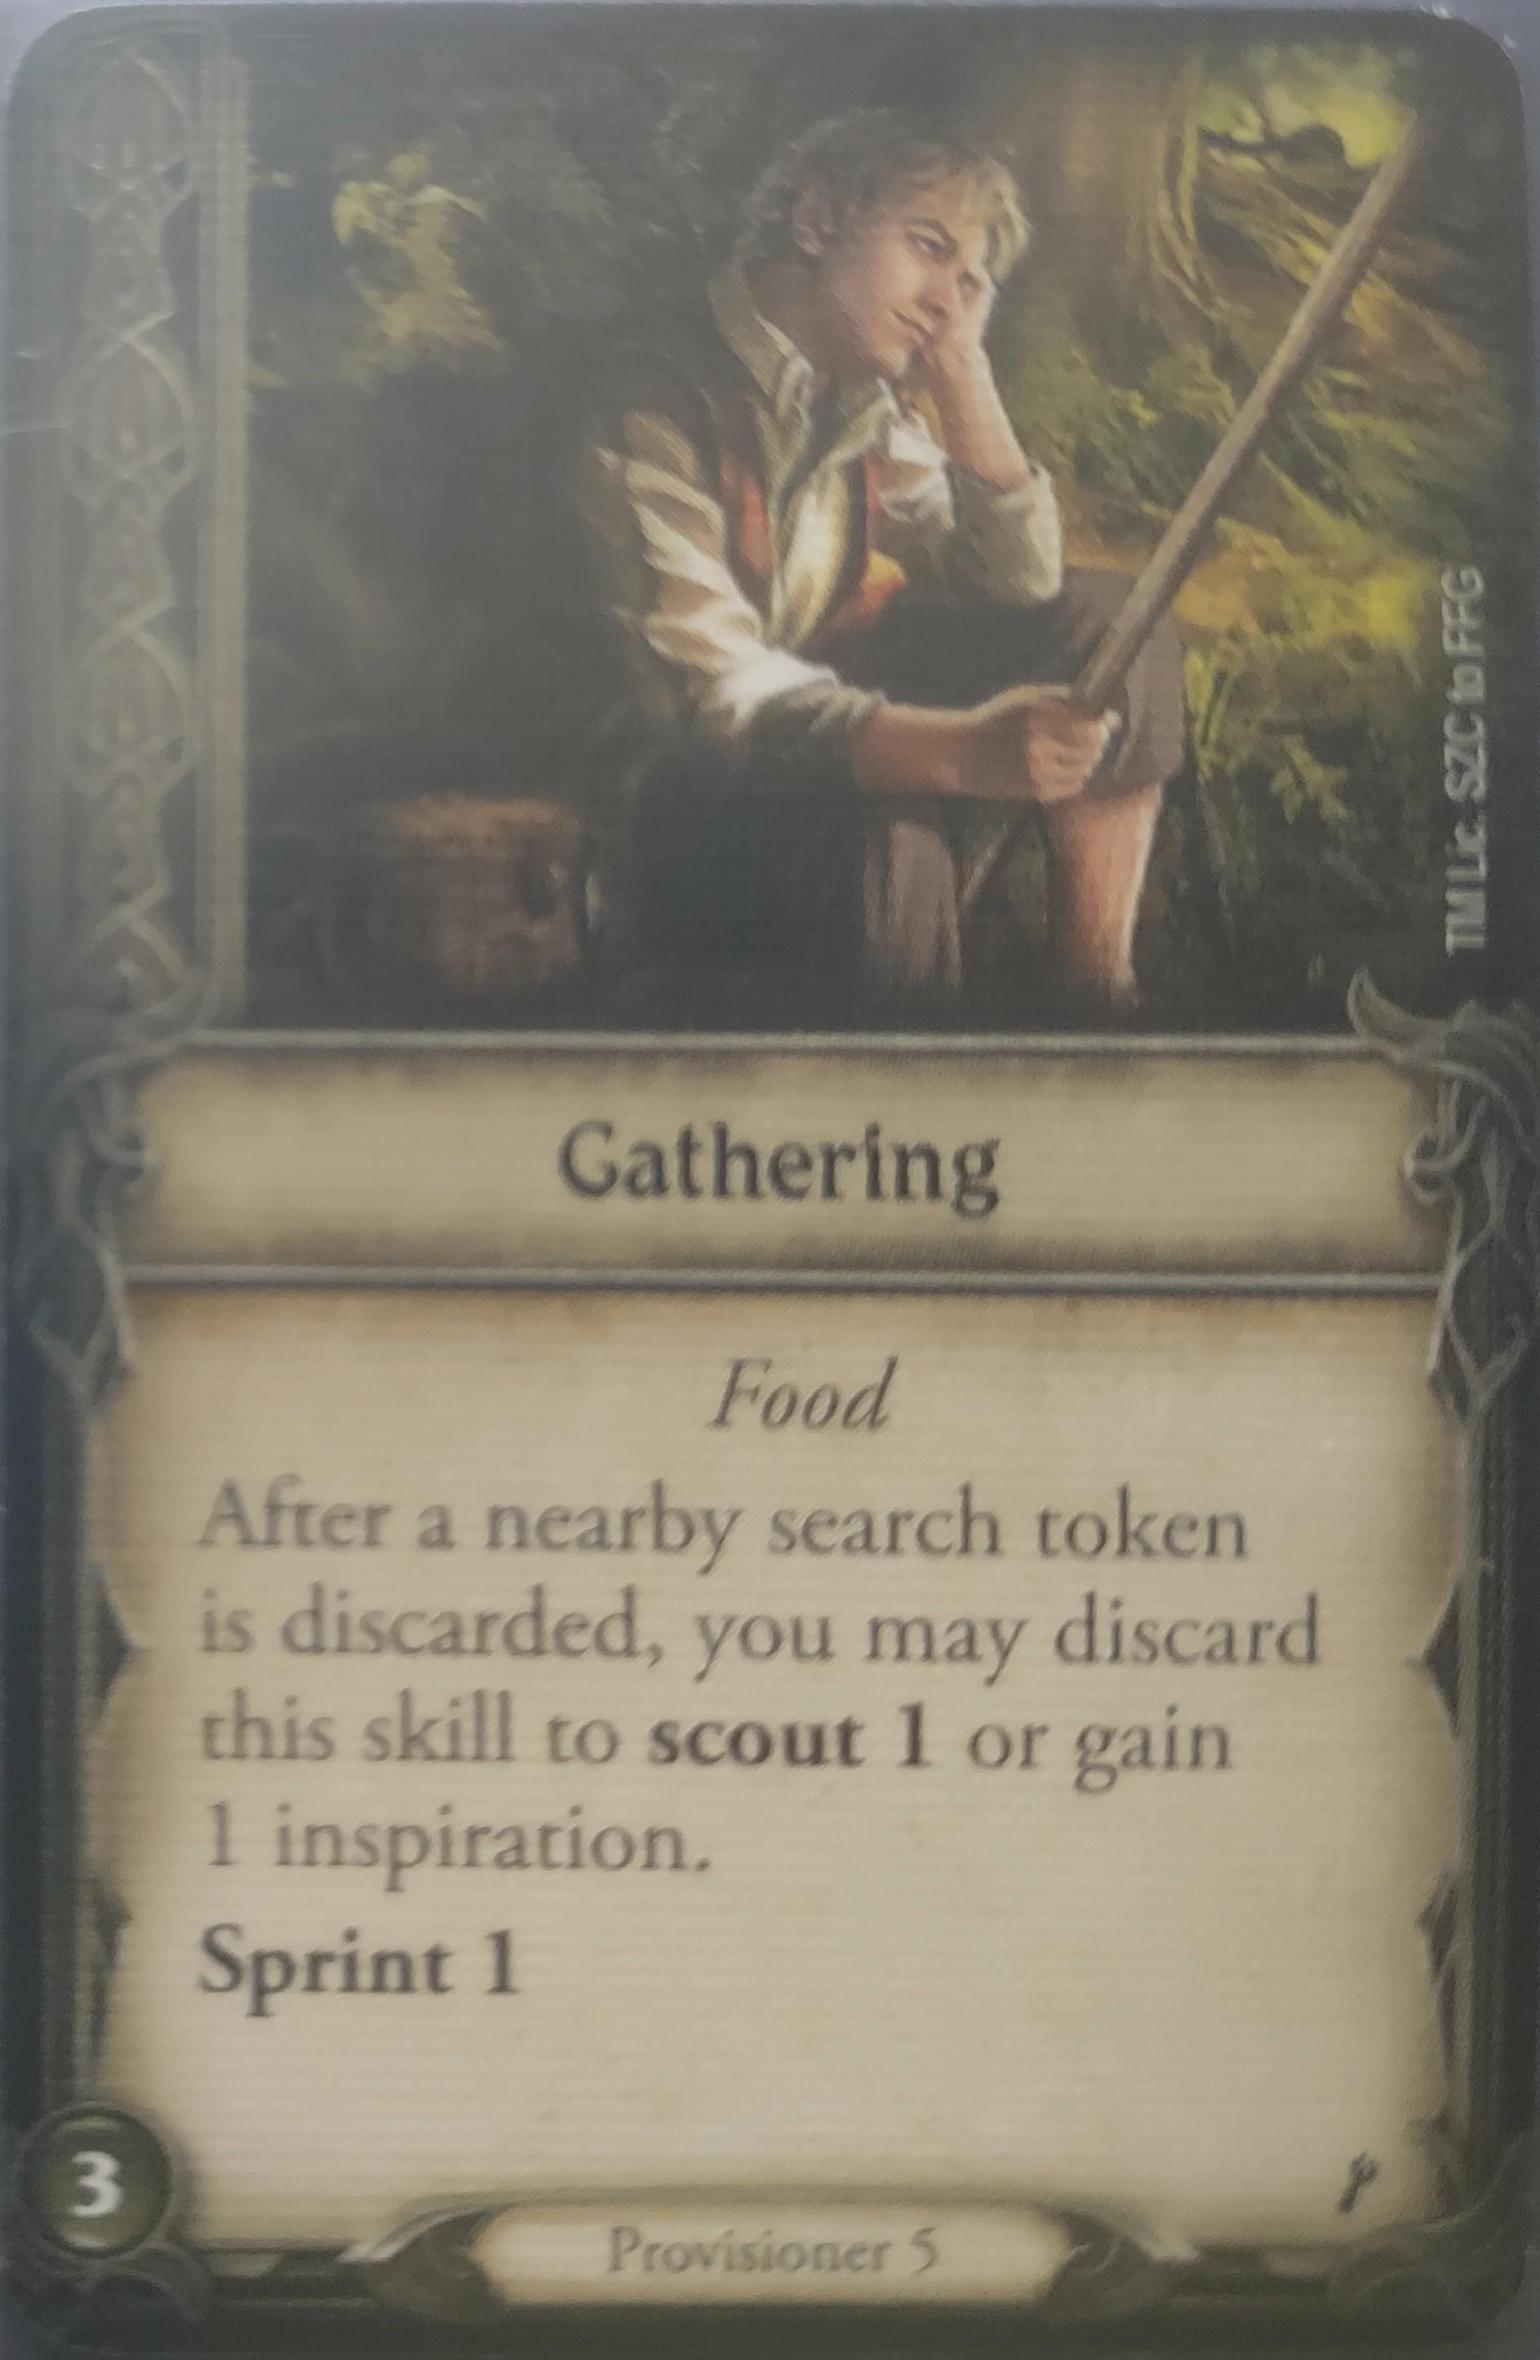 TM Lic. SZC to FFG
Gathering
Food
After a nearby search token
is discarded, you may discard
this skill to scout 1 or gain
1 inspiration.
Sprint 1
3
Provisioner 5